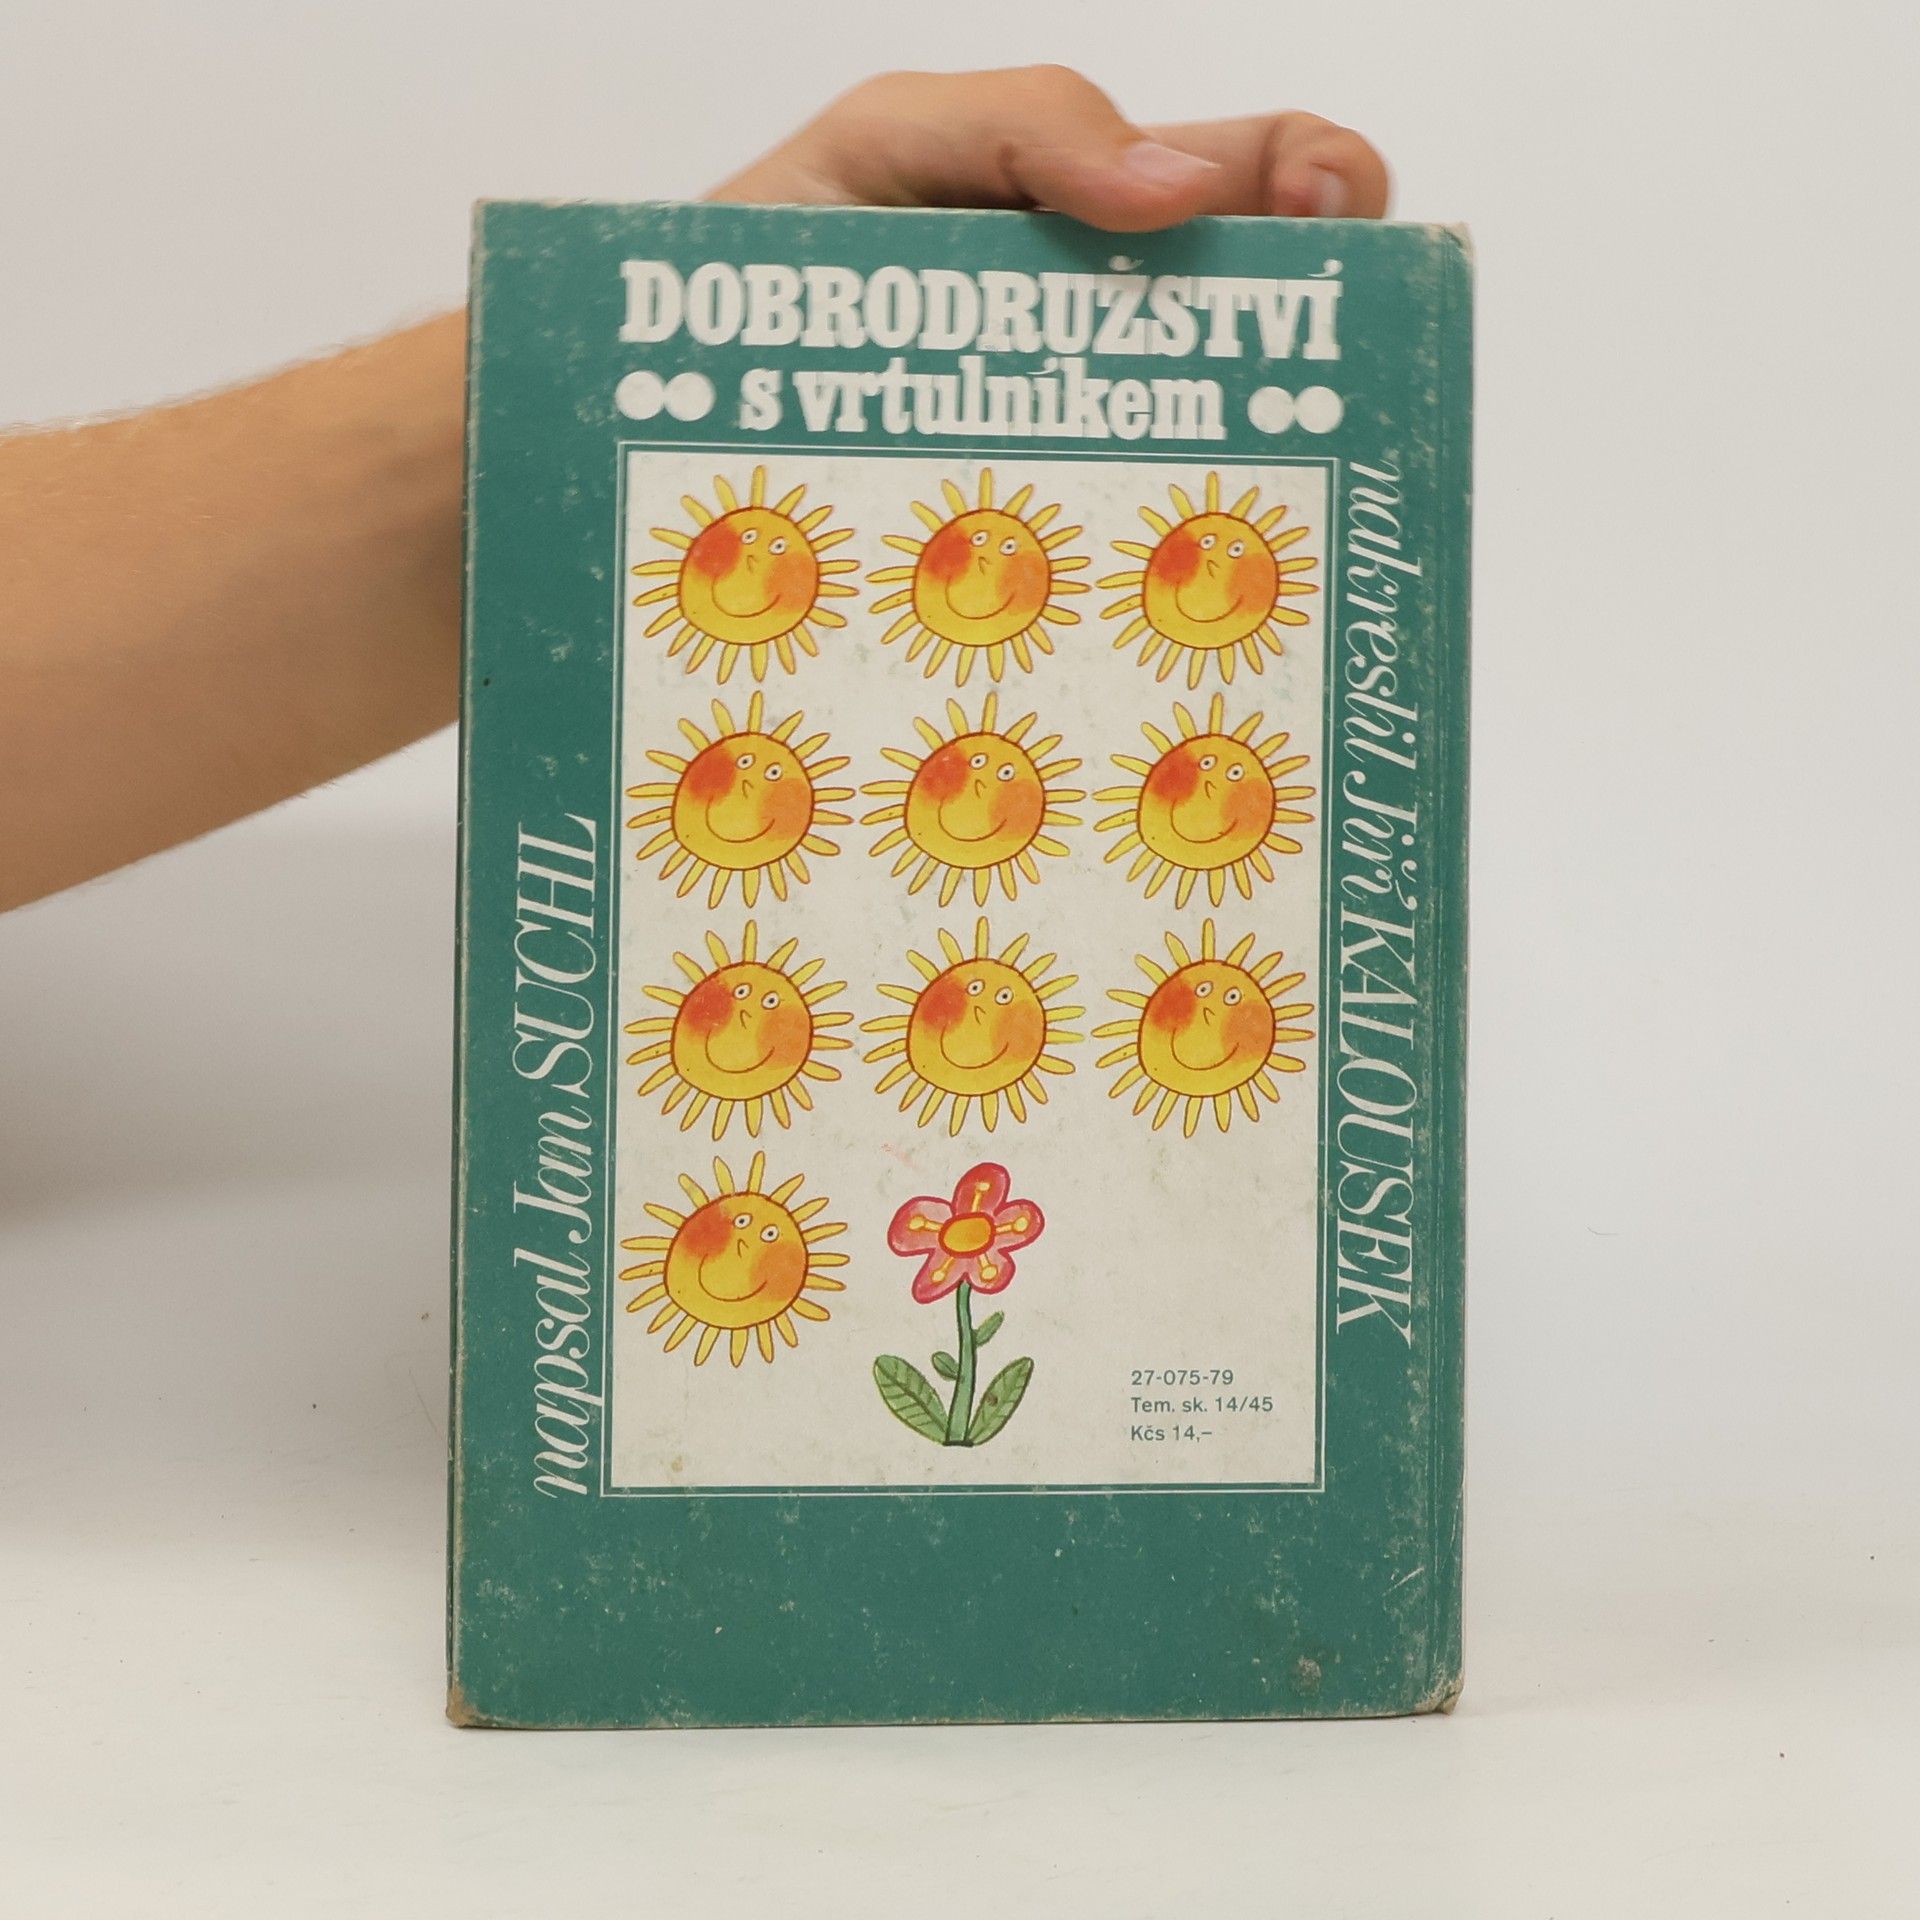 DOBRODRUŽSTVÍ
s vrtulníkem
napsal Jan SUCHL
nakreslil Jiří KALOUSEK
27-075-79
Tem. sk. 14/45
Kčs 14,–